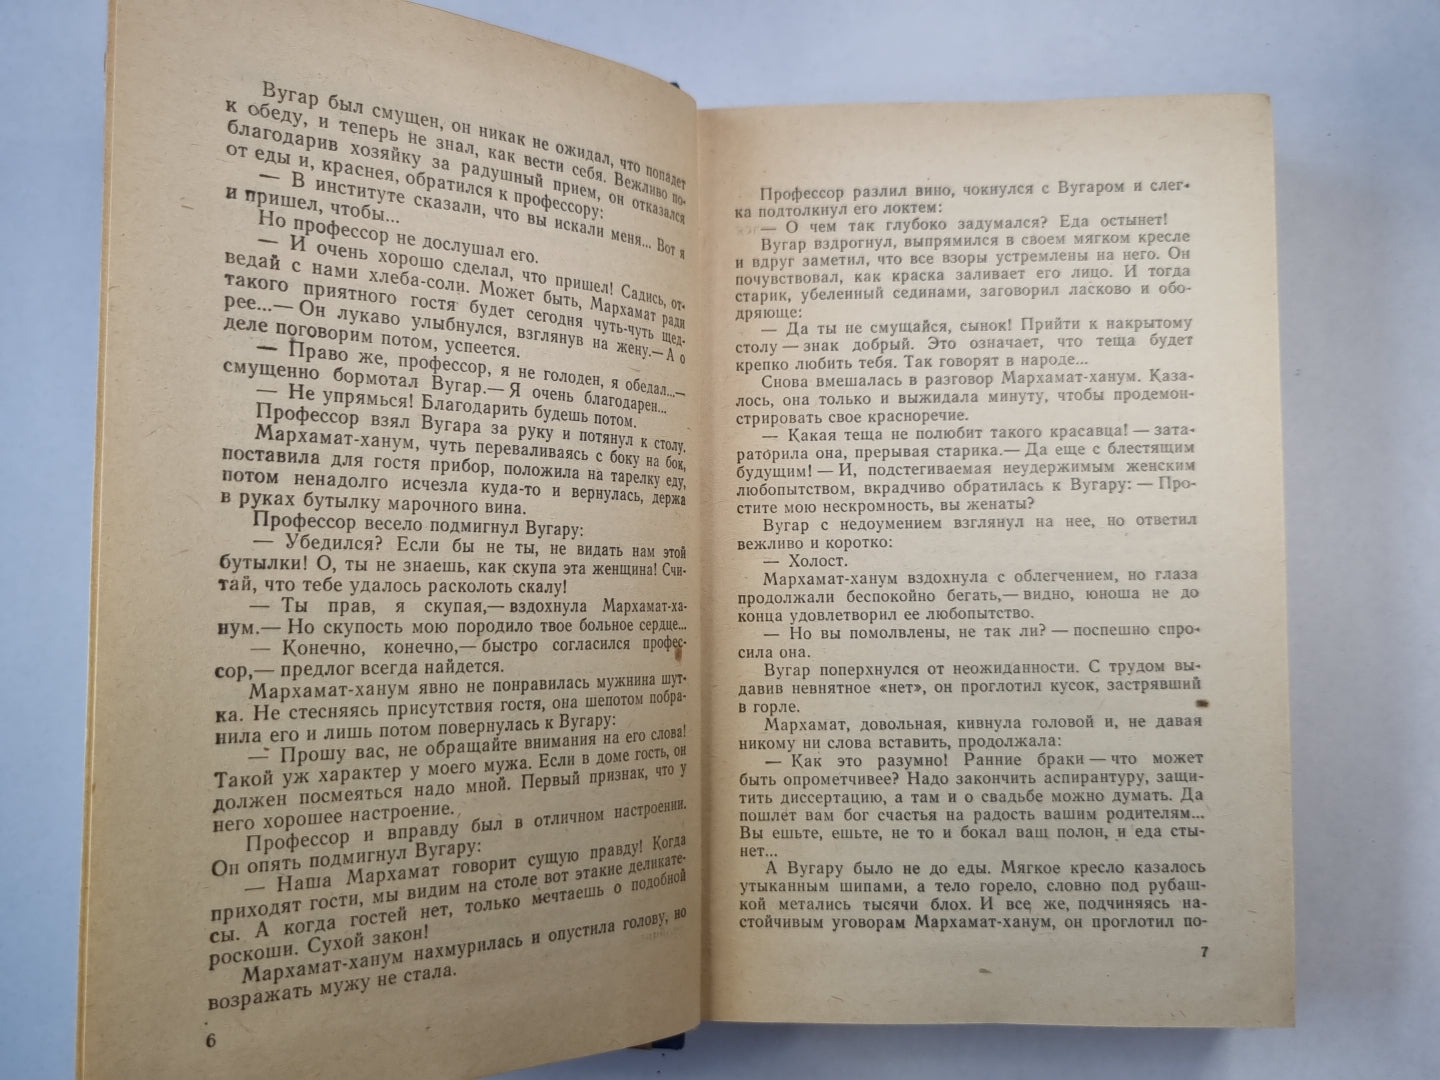 Вугар был смущен, он никак не ожидал, что попадет
к обеду, и теперь не знал, как вести себя. Вежливо по-
благодарив хозяйку за радушный прием, он отказался
от еды и, краснея, обратился к профессору:
— В институте сказали, что вы искали меня... Вот я
и пришел, чтобы...
Но профессор не дослушал его.
— И очень хорошо сделал, что пришел! Садись, от-
ведай с нами хлеба-соли. Может быть, Мархамат ради
такого приятного гостя будет сегодня чуть-чуть щед-
рее...— Он лукаво улыбнулся, взглянув на жену.— А о
деле поговорим потом, успеется.
— Право же, профессор, я не голоден, я обедал...—
смущенно бормотал Вугар.— Я очень благодарен...
— Не упрямься! Благодарить будешь потом.
Профессор взял Вугара за руку и потянул к столу.
Мархамат-ханум, чуть переваливаясь с боку на бок,
поставила для гостя прибор, положила на тарелку еду,
потом ненадолго исчезла куда-то и вернулась, держа
в руках бутылку марочного вина.
Профессор весело подмигнул Вугару:
— Убедился? Если бы не ты, не видать нам этой
бутылки! О, ты не знаешь, как скупа эта женщина! Счи-
тай, что тебе удалось расколоть скалу!
— Ты прав, я скупая,— вздохнула Мархамат-ха-
нум.— Но скупость мою породило твое больное сердце...
— Конечно, конечно,— быстро согласился профес-
сор,— предлог всегда найдется.
Мархамат-ханум явно не понравилась мужнина шут-
ка. Не стесняясь присутствия гостя, она шепотом побра-
нила его и лишь потом повернулась к Вугару:
— Прошу вас, не обращайте внимания на его слова!
Такой уж характер у моего мужа. Если в доме гость, он
должен посмеяться надо мной. Первый признак, что у
него хорошее настроение.
Профессор и вправду был в отличном настроении.
Он опять подмигнул Вугару:
— Наша Мархамат говорит сущую правду! Когда
приходят гости, мы видим на столе вот этакие деликате-
сы. А когда гостей нет, только мечтаешь о подобной
роскоши. Сухой закон!
Мархамат-ханум нахмурилась и опустила голову, но
возражать мужу не стала.
6
Профессор разлил вино, чокнулся с Вугаром и слег-
ка подтолкнул его локтем:
— О чем так глубоко задумался? Еда остынет!
Вугар вздрогнул, выпрямился в своем мягком кресле
и вдруг заметил, что все взоры устремлены на него. Он
почувствовал, как краска заливает его лицо. И тогда
старик, убеленный сединами, заговорил ласково и обо-
дряюще:
— Да ты не смущайся, сынок! Прийти к накрытому
столу — знак добрый. Это означает, что теща будет
крепко любить тебя. Так говорят в народе...
Снова вмешалась в разговор Мархамат-ханум. Каза-
лось, она только и выжидала минуту, чтобы продемон-
стрировать свое красноречие.
— Какая теща не полюбит такого красавца! — зата-
раторила она, прерывая старика.— Да еще с блестящим
будущим! — И, подстегиваемая неудержимым женским
любопытством, вкрадчиво обратилась к Вугару: — Про-
стите мою нескромность, вы женаты?
Вугар с недоумением взглянул на нее, но ответил
вежливо и коротко:
— Холост.
Мархамат-ханум вздохнула с облегчением, но глаза
продолжали беспокойно бегать,— видно, юноша не до
конца удовлетворил ее любопытство.
— Но вы помолвлены, не так ли? — поспешно спро-
сила она.
Вугар поперхнулся от неожиданности. С трудом вы-
давив невнятное «нет», он проглотил кусок, застрявший
в горле.
Мархамат, довольная, кивнула головой и, не давая
никому ни слова вставить, продолжала:
— Как это разумно! Ранние браки — что может
быть опрометчивее? Надо закончить аспирантуру, защи-
тить диссертацию, а там и о свадьбе можно думать. Да
пошлет вам бог счастья на радость вашим родителям...
Вы ешьте, ешьте, не то и бокал ваш полон, и еда сты-
нет...
А Вугару было не до еды. Мягкое кресло казалось
утыканным шипами, а тело горело, словно под рубаш-
кой метались тысячи блох. И все же, подчиняясь на-
стойчивым уговорам Мархамат-ханум, он проглотил по-
7